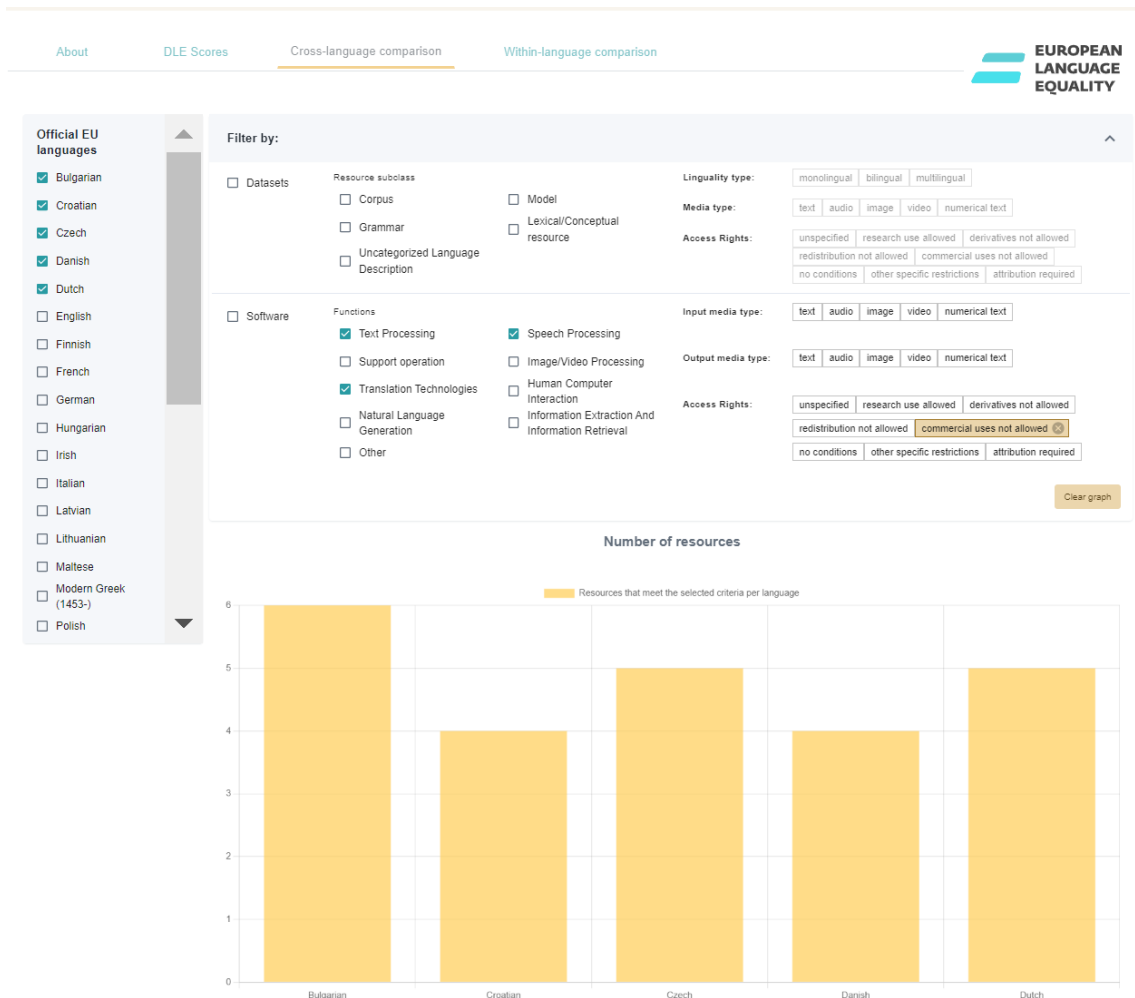 About
DLE Scores
Cross-language comparison
Within-language comparison
EUROPEAN
LANGUAGE
EQUALITY
Official EU
languages
Bulgarian
Croatian
Czech
Danish
Dutch
English
Finnish
French
German
Hungarian
Irish
Italian
Latvian
Lithuanian
Maltese
Modern Greek
(1453-)
Polish
Filter by:
Datasets
Resource subclass
Corpus
Model
Grammar
Lexical/Conceptual
resource
Uncategorized Language
Description
Linguality type:
monolingual bilingual multilingual
Media type:
text audio image video numerical text
Access Rights:
unspecified research use allowed derivatives not allowed
redistribution not allowed commercial uses not allowed
no conditions other specific restrictions attribution required
Software
Functions
Text Processing
Speech Processing
Support operation
Image/Video Processing
Translation Technologies
Human Computer
Interaction
Natural Language
Generation
Information Extraction And
Information Retrieval
Other
Input media type:
text audio image video numerical text
Output media type:
text audio image video numerical text
Access Rights:
unspecified research use allowed derivatives not allowed
redistribution not allowed commercial uses not allowed
no conditions other specific restrictions attribution required
Clear graph
Number of resources
Resources that meet the selected criteria per language
6
5
4
3
2
1
0
Bulgarian
Croatian
Czech
Danish
Dutch